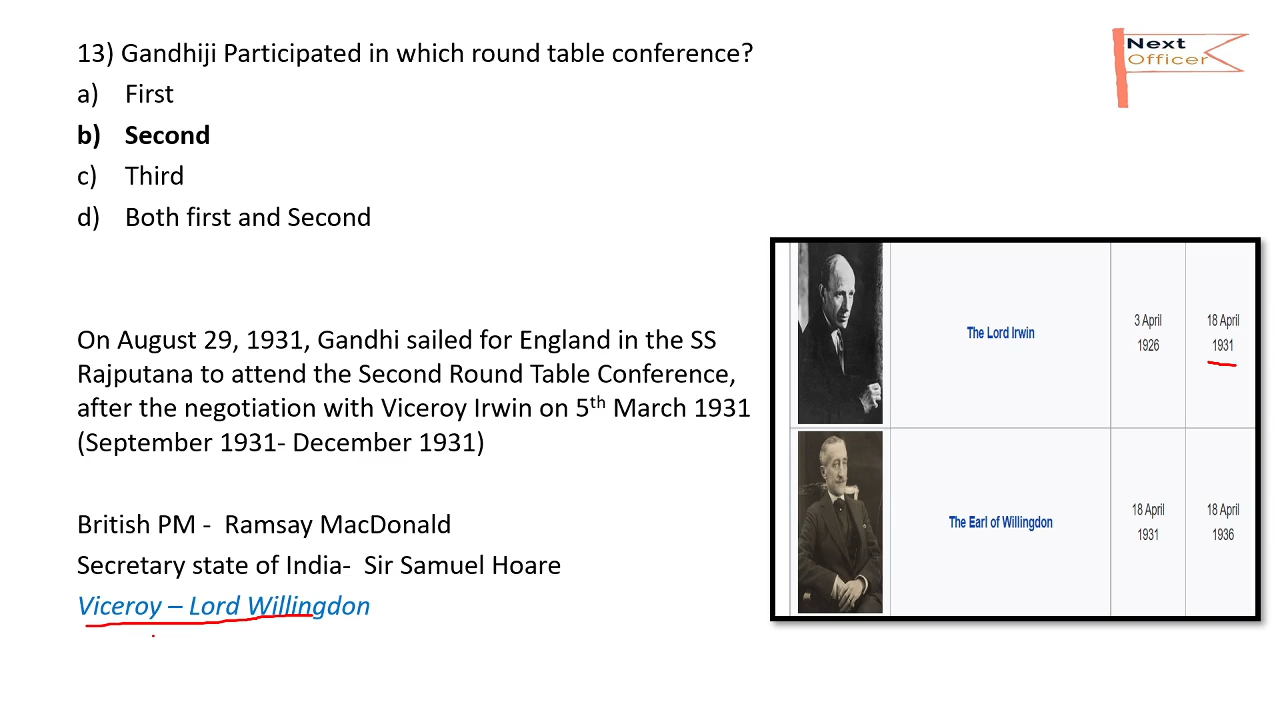 13) Gandhiji Participated in which round table conference?
a) First
b) Second
c) Third
d) Both first and Second
On August 29, 1931, Gandhi sailed for England in the SS
Rajputana to attend the Second Round Table Conference,
after the negotiation with Viceroy Irwin on 5th March 1931
(September 1931- December 1931)
British PM - Ramsay MacDonald
Secretary state of India- Sir Samuel Hoare
Viceroy – Lord Willingdon
Next
Officer
The Lord Irwin
3 April
1926
18 April
1931
The Earl of Willingdon
18 April
1931
18 April
1936